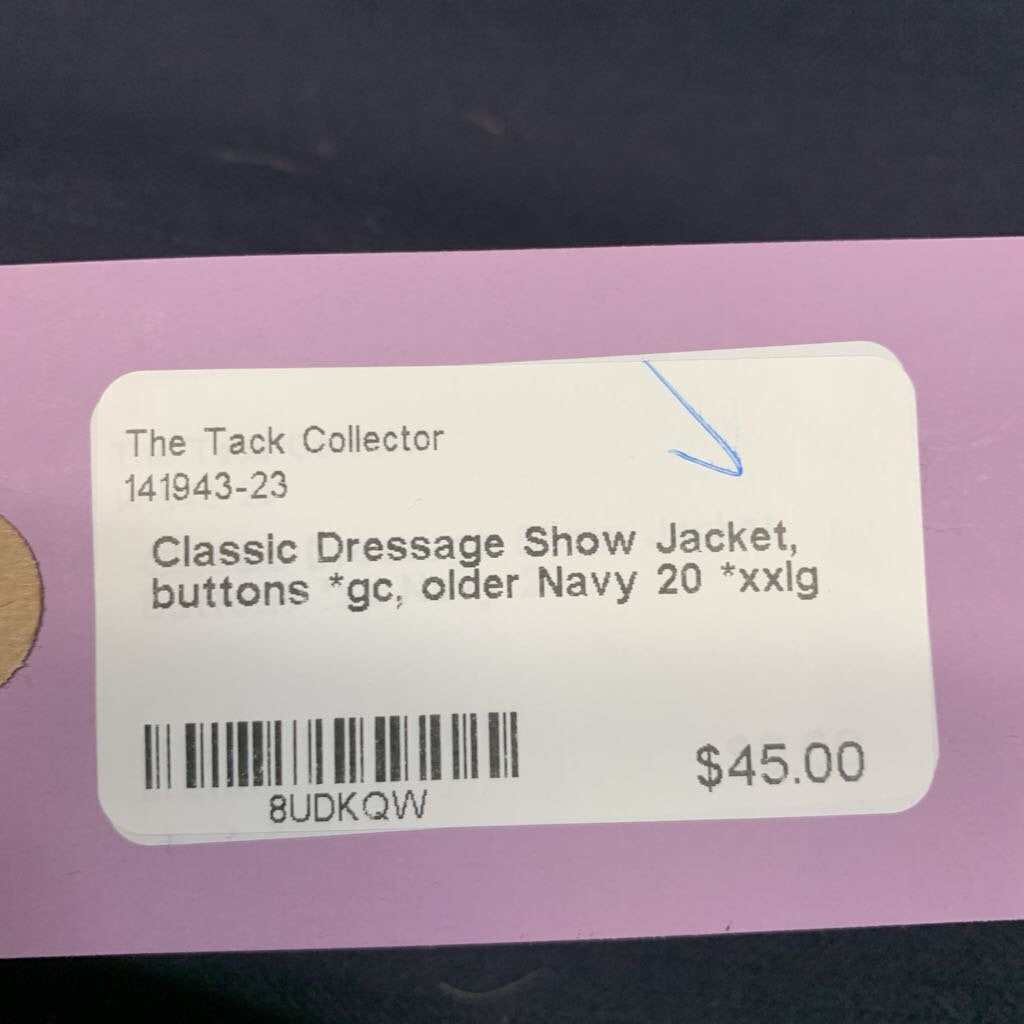 The Tack Collector
141943-23
Classic Dressage Show Jacket,
buttons *gc, older Navy 20 *xxlg
8UDKQW
$45.00